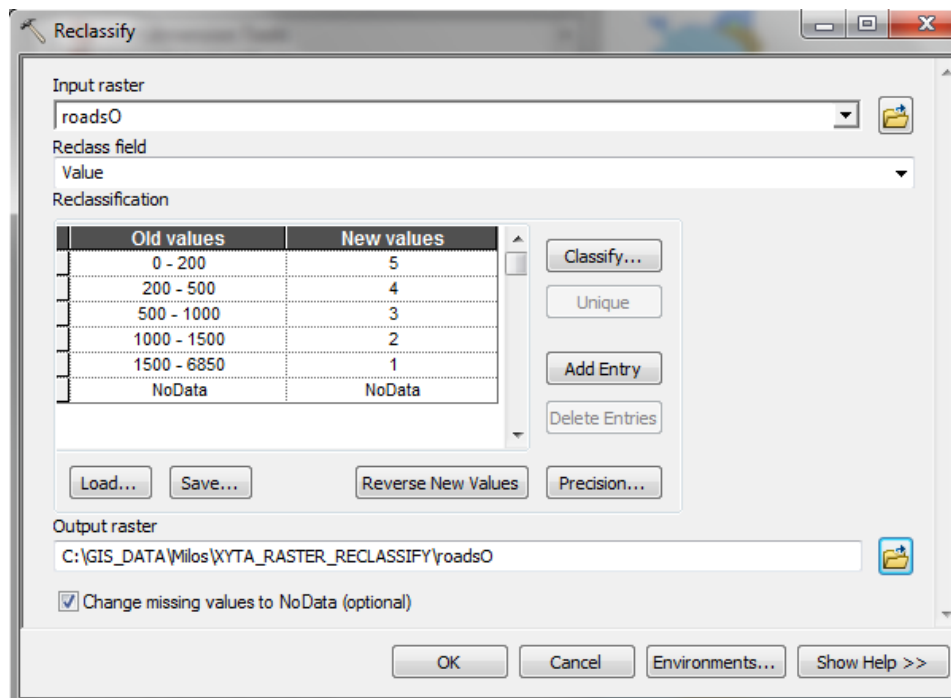 Reclassify
Input raster
roadsO
Reclass field
Value
Reclassification
Old values New values
0 - 200 5
200 - 500 4
500 - 1000 3
1000 - 1500 2
1500 - 6850 1
NoData NoData
Classify...
Unique
Add Entry
Delete Entries
Load... Save... Reverse New Values Precision...
Output raster
C:\GIS_DATA\Milos\XYTA_RASTER_RECLASSIFY\roadsO
Change missing values to NoData (optional)
OK Cancel Environments... Show Help >>